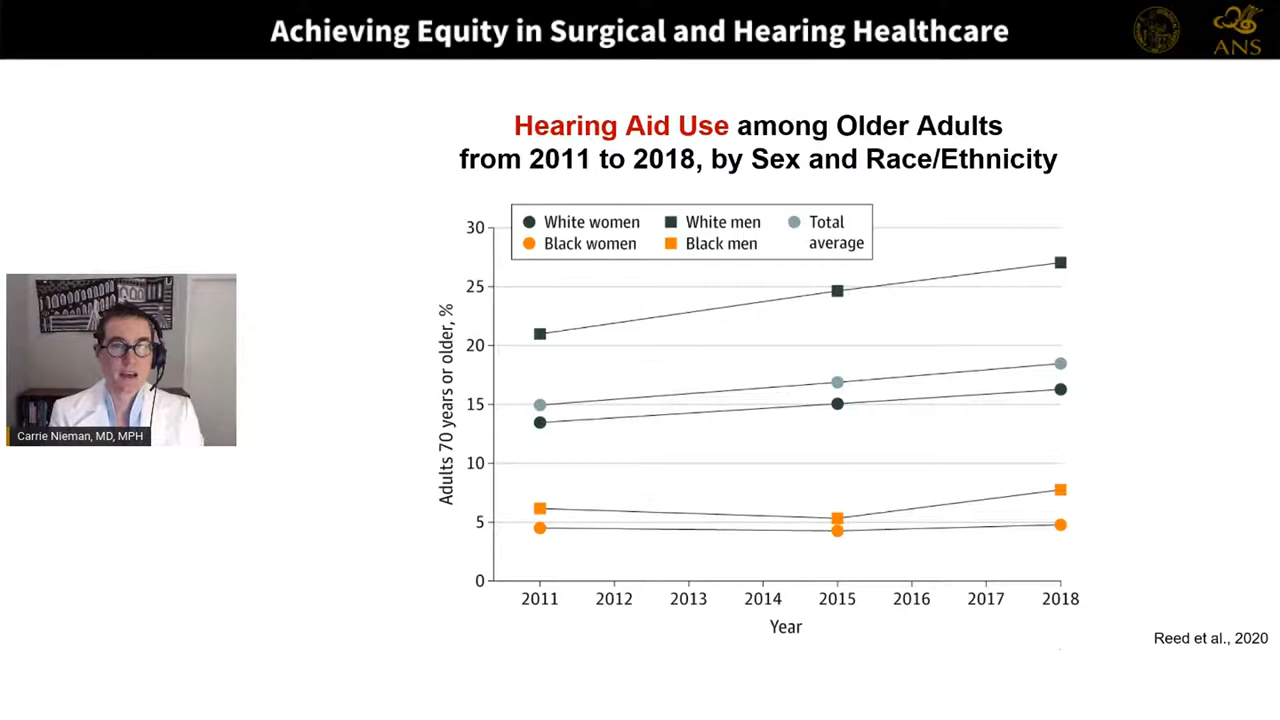 Achieving Equity in Surgical and Hearing Healthcare
ANS
Hearing Aid Use among Older Adults
from 2011 to 2018, by Sex and Race/Ethnicity
White women
White men
Total
average
Black women
Black men
30
25
20
15
10
5
0
Adults 70 years or older, %
2011 2012 2013 2014 2015 2016 2017 2018
Year
Carrie Nieman, MD, MPH
Reed et al., 2020